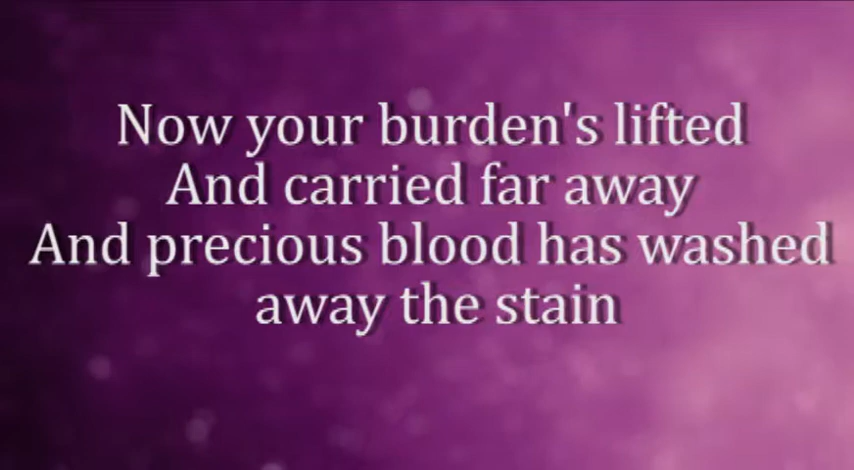 Now your burden's lifted
And carried far away
And precious blood has washed
away the stain